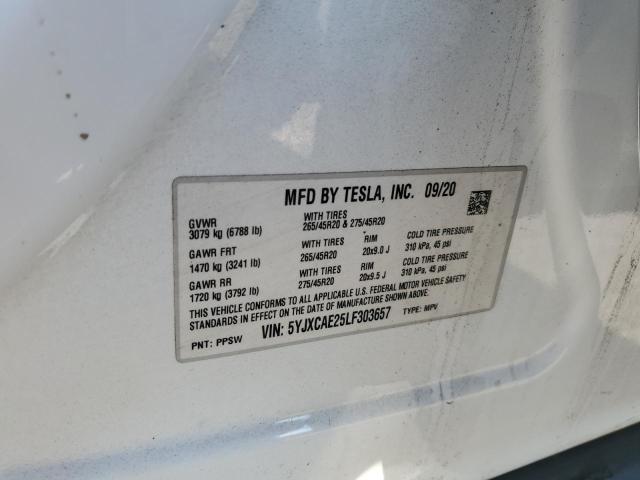 MFD BY TESLA, INC. 09/20
GVWR WITH TIRES
3079 kg (6788 lb) 265/45R20 & 275/45R20
GAWR FRT WITH TIRES RIM COLD TIRE PRESSURE
1470 kg (3241 lb) 265/45R20 20x9.0 J 310 kPa, 45 psi
GAWR RR WITH TIRES RIM COLD TIRE PRESSURE
1720 kg (3792 lb) 275/45R20 20x9.5 J 310 kPa, 45 psi
THIS VEHICLE CONFORMS TO ALL APPLICABLE U.S. FEDERAL MOTOR VEHICLE SAFETY
STANDARDS IN EFFECT ON THE DATE OF MANUFACTURE SHOWN ABOVE.
VIN: 5YJXCAE25LF303657
PNT: PPSW TYPE: MPV